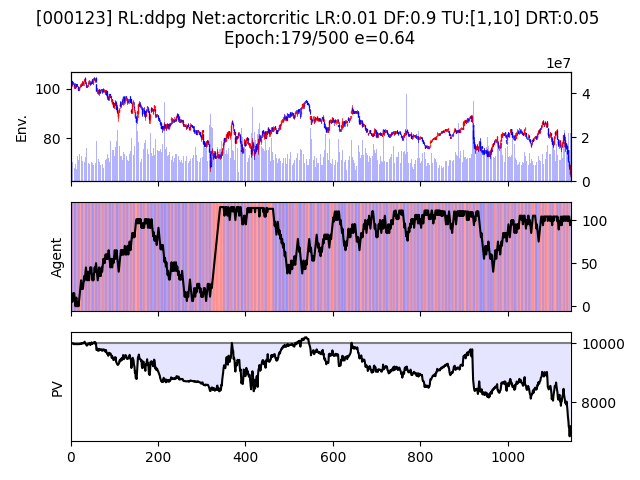 [000123] RL:ddpg Net:actorcritic LR:0.01 DF:0.9 TU:[1,10] DRT:0.05
Epoch:179/500 e=0.64
1e7
100
80
Env.
4
2
0
Agent
100
50
0
PV
10000
8000
0
200
400
600
800
1000